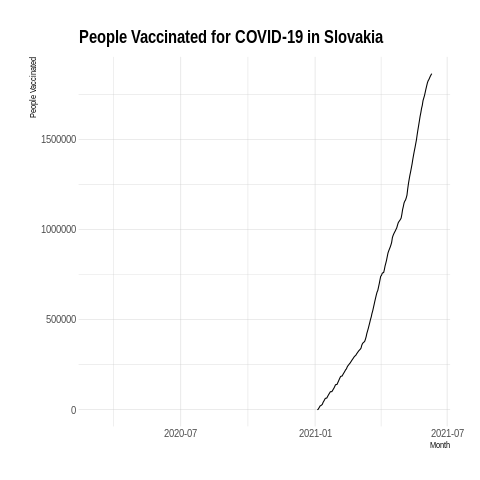 People Vaccinated for COVID-19 in Slovakia
People Vaccinated
1500000
1000000
500000
0
2020-07
2021-01
2021-07
Month